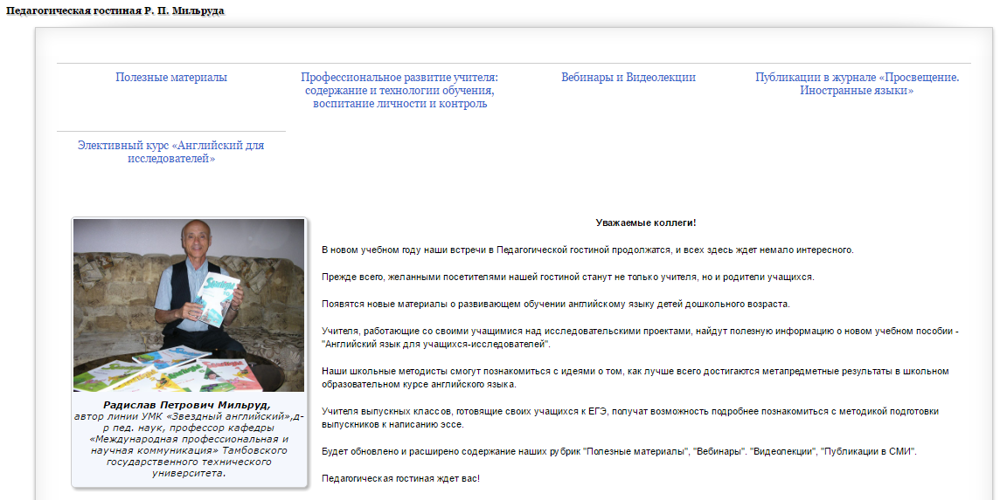 Педагогическая гостиная Р. П. Мильруда
Полезные материалы
Профессиональное развитие учителя:
содержание и технологии обучения,
воспитание личности и контроль
Вебинары и Видеолекции
Публикации в журнале «Просвещение.
Иностранные языки»
Элективный курс «Английский для
исследователей»
Starlight
Радислав Петрович Мильруд,
автор линии УМК «Звездный английский»,д-
р пед. наук, профессор кафедры
«Международная профессиональная и
научная коммуникация» Тамбовского
государственного технического
университета.
Уважаемые коллеги!
В новом учебном году наши встречи в Педагогической гостиной продолжатся, и всех здесь ждет немало интересного.
Прежде всего, желанными посетителями нашей гостиной станут не только учителя, но и родители учащихся.
Появятся новые материалы о развивающем обучении английскому языку детей дошкольного возраста.
Учителя, работающие со своими учащимися над исследовательскими проектами, найдут полезную информацию о новом учебном пособии -
"Английский язык для учащихся-исследователей".
Наши школьные методисты смогут познакомиться с идеями о том, как лучше всего достигаются метапредметные результаты в школьном
образовательном курсе английского языка.
Учителя выпускных классов, готовящие своих учащихся к ЕГЭ, получат возможность подробнее познакомиться с методикой подготовки
выпускников к написанию эссе.
Будет обновлено и расширено содержание наших рубрик "Полезные материалы", "Вебинары". "Видеолекции", "Публикации в СМИ".
Педагогическая гостиная ждет вас!